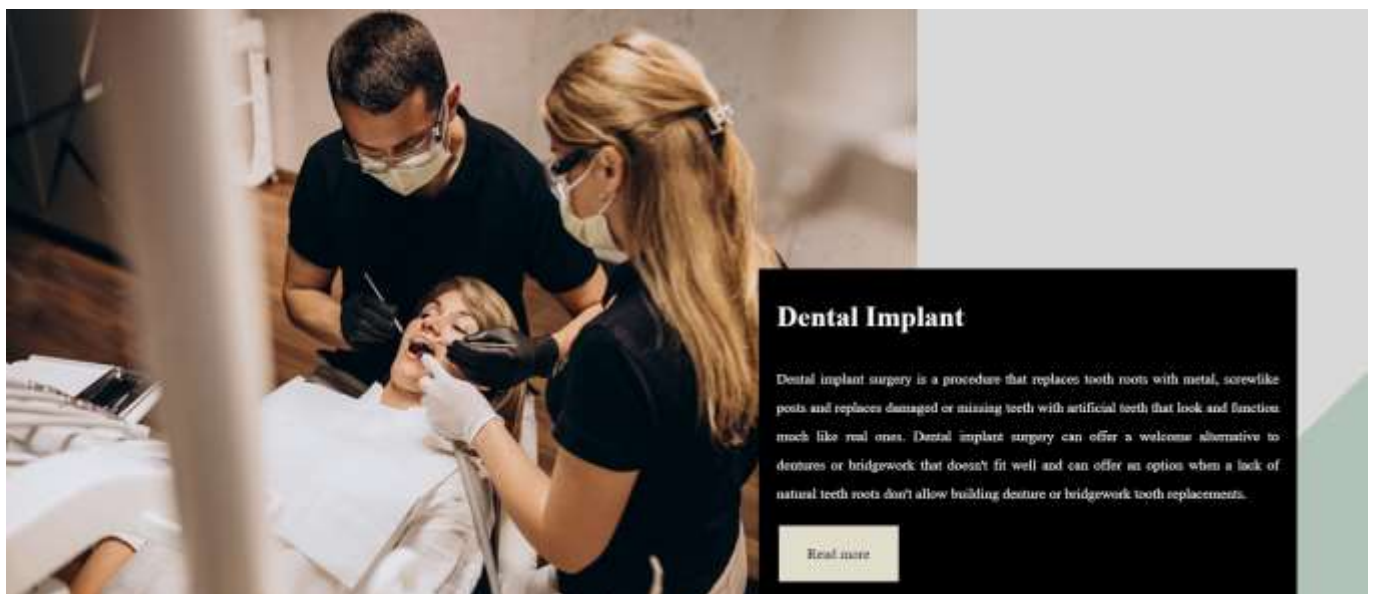 Dental Implant
Dental implant surgery is a procedure that replaces tooth roots with metal, screwlike
posts and replaces damaged or missing teeth with artificial teeth that look and function
much like real ones. Dental implant surgery can offer a welcome alternative to
dentures or bridgework that doesn't fit well and can offer an option when a lack of
natural teeth roots don't allow building denture or bridgework tooth replacements.
Read more